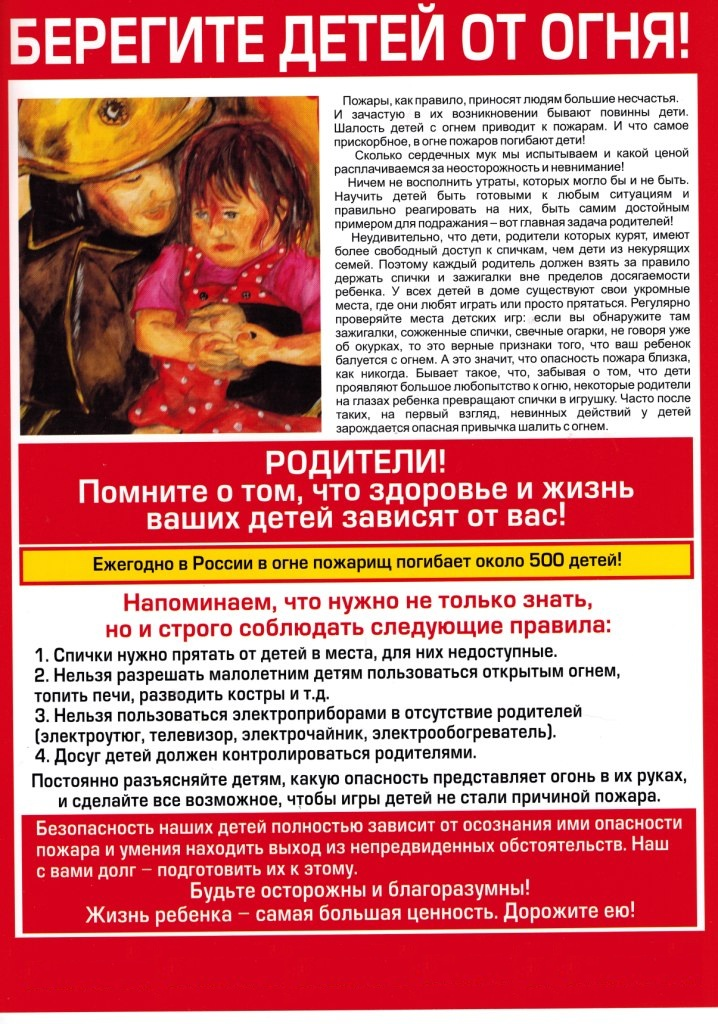 БЕРЕГИТЕ ДЕТЕЙ ОТ ОГНЯ!
Пожары, как правило, приносят людям большие несчастья.
И зачастую в их возникновении бывают повинны дети.
Шалость детей с огнем приводит к пожарам. И что самое
прискорбное, в огне пожаров погибают дети!
Сколько сердечных мук мы испытываем и какой ценой
расплачиваемся за неосторожность и невнимание!
Ничем не восполнить утраты, которых могло бы и не быть.
Научить детей быть готовыми к любым ситуациям и
правильно реагировать на них, быть самим достойным
примером для подражания – вот главная задача родителей!
Неудивительно, что дети, родители которых курят, имеют
более свободный доступ к спичкам, чем дети из некурящих
семей. Поэтому каждый родитель должен взять за правило
держать спички и зажигалки вне пределов досягаемости
ребенка. У всех детей в доме существуют свои укромные
места, где они любят играть или просто прятаться. Регулярно
проверяйте места детских игр: если вы обнаружите там
зажигалки, сожженные спички, свечные огарки, не говоря уже
об окурках, то это верные признаки того, что ваш ребенок
балуется с огнем. А это значит, что опасность пожара близка,
как никогда. Бывает такое, что, забывая о том, что дети
проявляют большое любопытство к огню, некоторые родители
на глазах ребенка превращают спички в игрушку. Часто после
таких, на первый взгляд, невинных действий у детей
зарождается опасная привычка шалить с огнем.
РОДИТЕЛИ!
Помните о том, что здоровье и жизнь
ваших детей зависят от вас!
Ежегодно в России в огне пожарищ погибает около 500 детей!
Напоминаем, что нужно не только знать,
но и строго соблюдать следующие правила:
1. Спички нужно прятать от детей в места, для них недоступные.
2. Нельзя разрешать малолетним детям пользоваться открытым огнем,
топить печи, разводить костры и т.д.
3. Нельзя пользоваться электроприборами в отсутствие родителей
(электроутюг, телевизор, электрочайник, электрообогреватель).
4. Досуг детей должен контролироваться родителями.
Постоянно разъясняйте детям, какую опасность представляет огонь в их руках,
и сделайте все возможное, чтобы игры детей не стали причиной пожара.
Безопасность наших детей полностью зависит от осознания ими опасности
пожара и умения находить выход из непредвиденных обстоятельств. Наш
с вами долг – подготовить их к этому.
Будьте осторожны и благоразумны!
Жизнь ребенка – самая большая ценность. Дорожите ею!